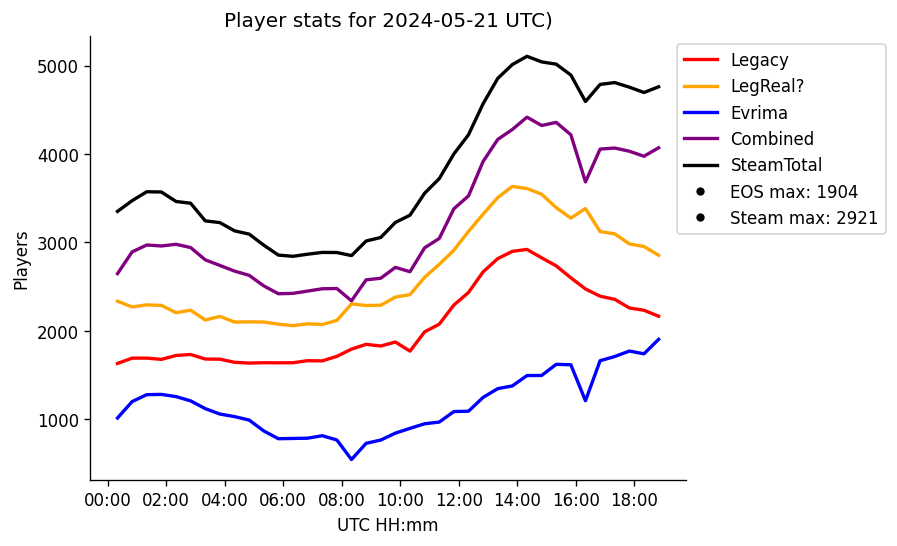 Player stats for 2024-05-21 UTC)
Legacy
LegReal?
Evrima
Combined
SteamTotal
EOS max: 1904
Steam max: 2921
Players
5000
4000
3000
2000
1000
00:00 02:00 04:00 06:00 08:00 10:00 12:00 14:00 16:00 18:00
UTC HH:mm